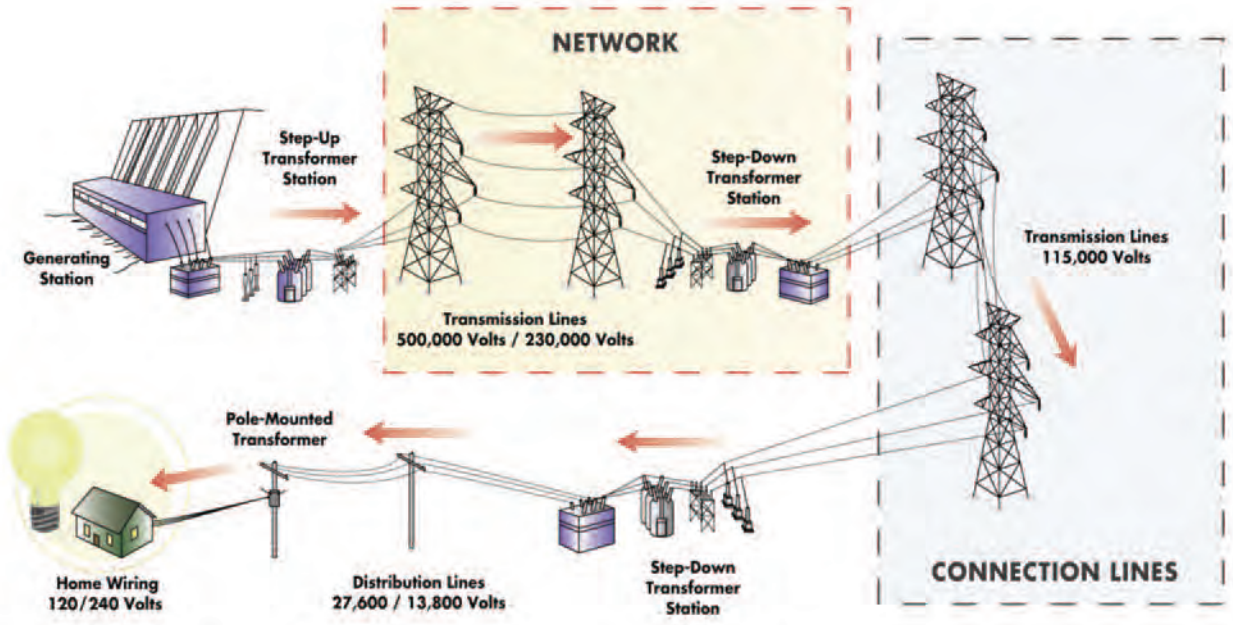 NETWORK
Step-Up
Transformer
Station
Step-Down
Transformer
Station
Generating
Station
Transmission Lines
115,000 Volts
Transmission Lines
500,000 Volts / 230,000 Volts
Pole-Mounted
Transformer
Home Wiring
120/240 Volts
Distribution Lines
27,600 / 13,800 Volts
Step-Down
Transformer
Station
CONNECTION LINES